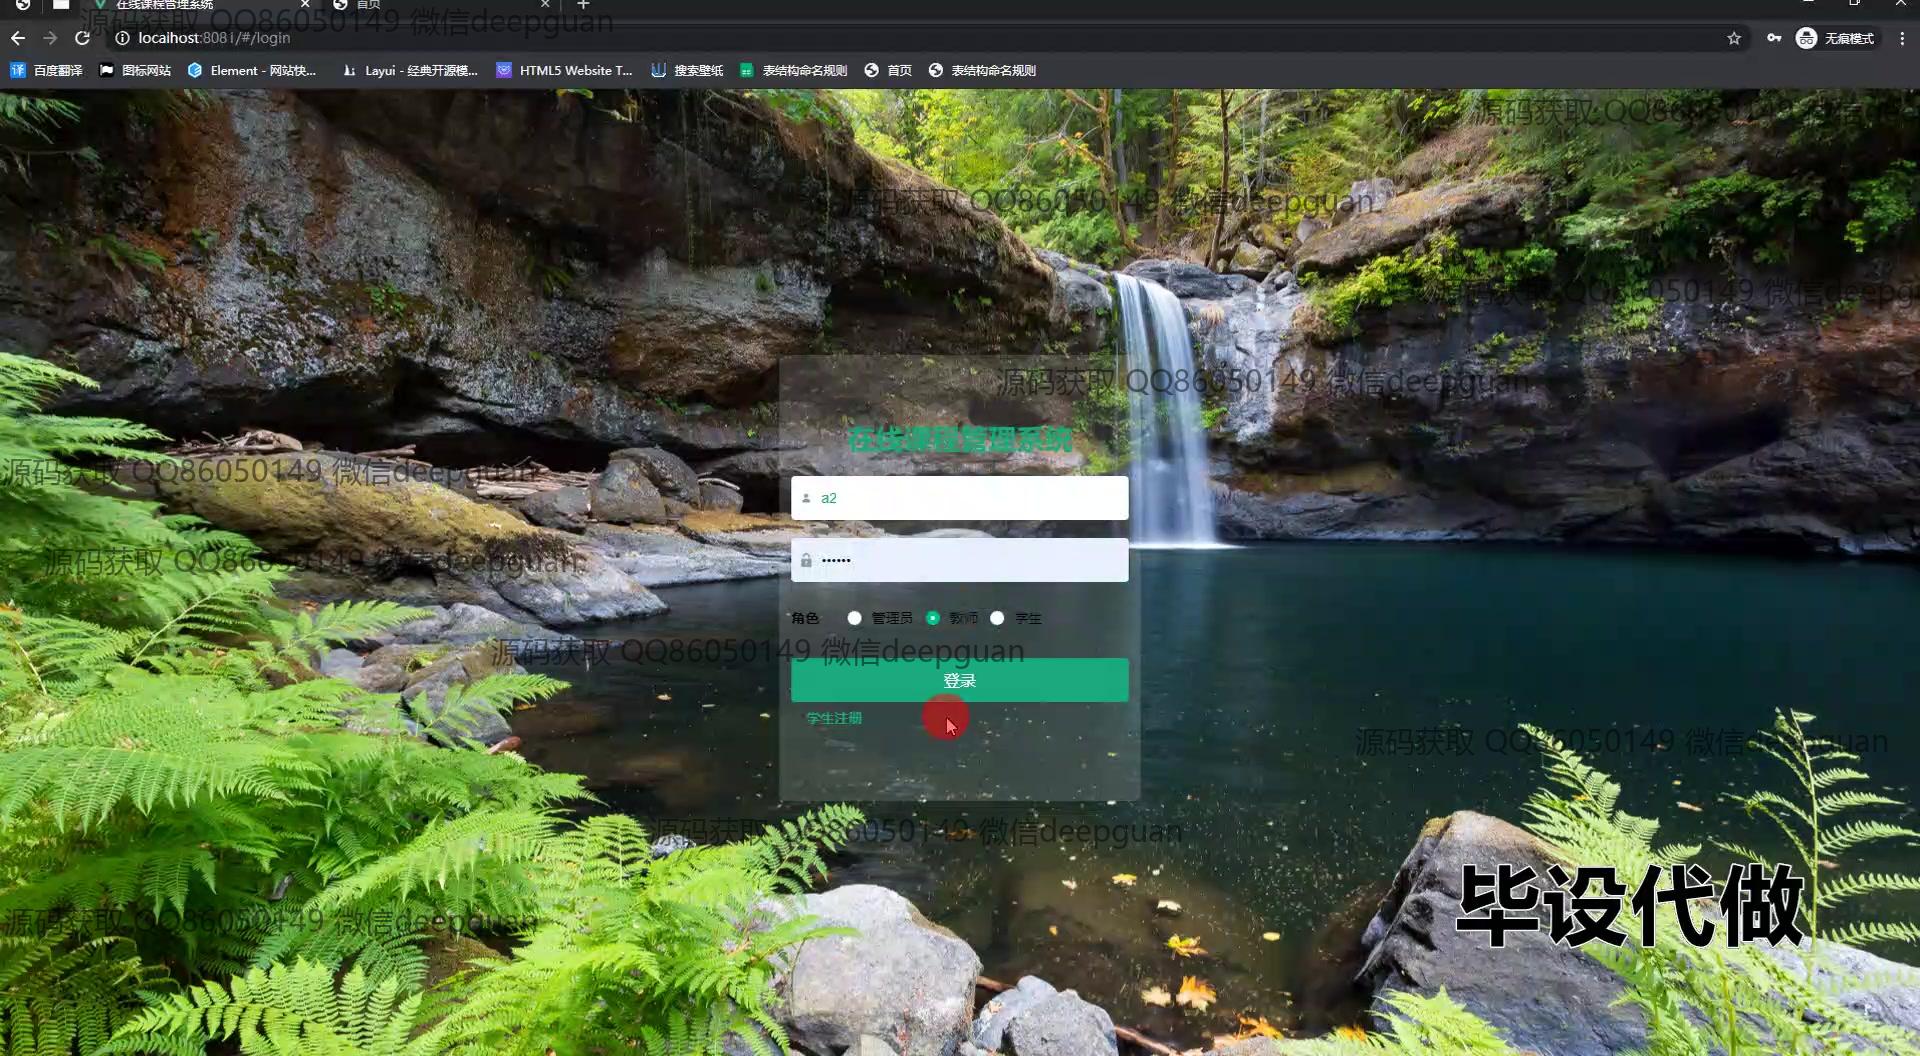 在线课程管理系统
首页
源码获取 QQ86050149 微信deepguan
localhost:8081/#/login
无痕模式
百度翻译
图标网站
Element - 网站快...
Layui - 经典开源模...
HTML5 Website T...
搜索壁纸
表结构命名规则
首页
表结构命名规则
源码获取 QQ86050149 微信de
源码获取 QQ86050149 微信deepguan
源码获取 QQ86050149 微信deepg
源码获取 QQ86050149 微信deepguan
在线课程管理系统
源码获取 QQ86050149 微信deepguan
a2
••••••
源码获取 QQ86050149 微信deepguan
角色 管理员 教师 学生
源码获取 QQ86050149 微信deepguan
登录
学生注册
源码获取 QQ86050149 微信deepguan
源码获取 QQ86050149 微信deepguan
毕设代做
源码获取 QQ86050149 微信deepguan